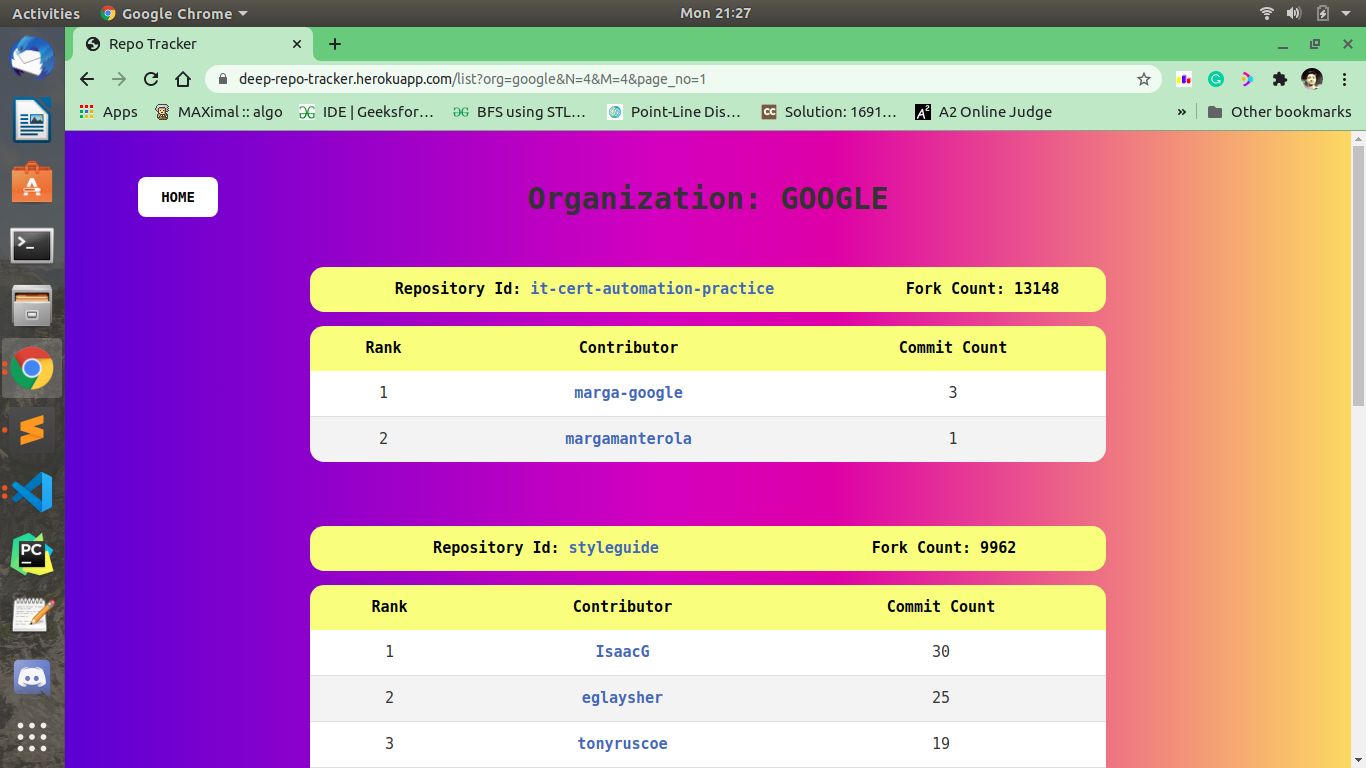 Activities Google Chrome Mon 21:27
Repo Tracker
deep-repo-tracker.herokuapp.com/list?org=google&N=4&M=4&page_no=1
Apps MAXimal :: algo IDE | Geeksfor... BFS using STL... Point-Line Dis... CC Solution: 1691... A2 A2 Online Judge » Other bookmarks
HOME
Organization: GOOGLE
Repository Id: it-cert-automation-practice Fork Count: 13148
Rank Contributor Commit Count
1 marga-google 3
2 margamanterola 1
Repository Id: styleguide Fork Count: 9962
Rank Contributor Commit Count
1 IsaacG 30
2 eglaysher 25
3 tonyruscoe 19
PC